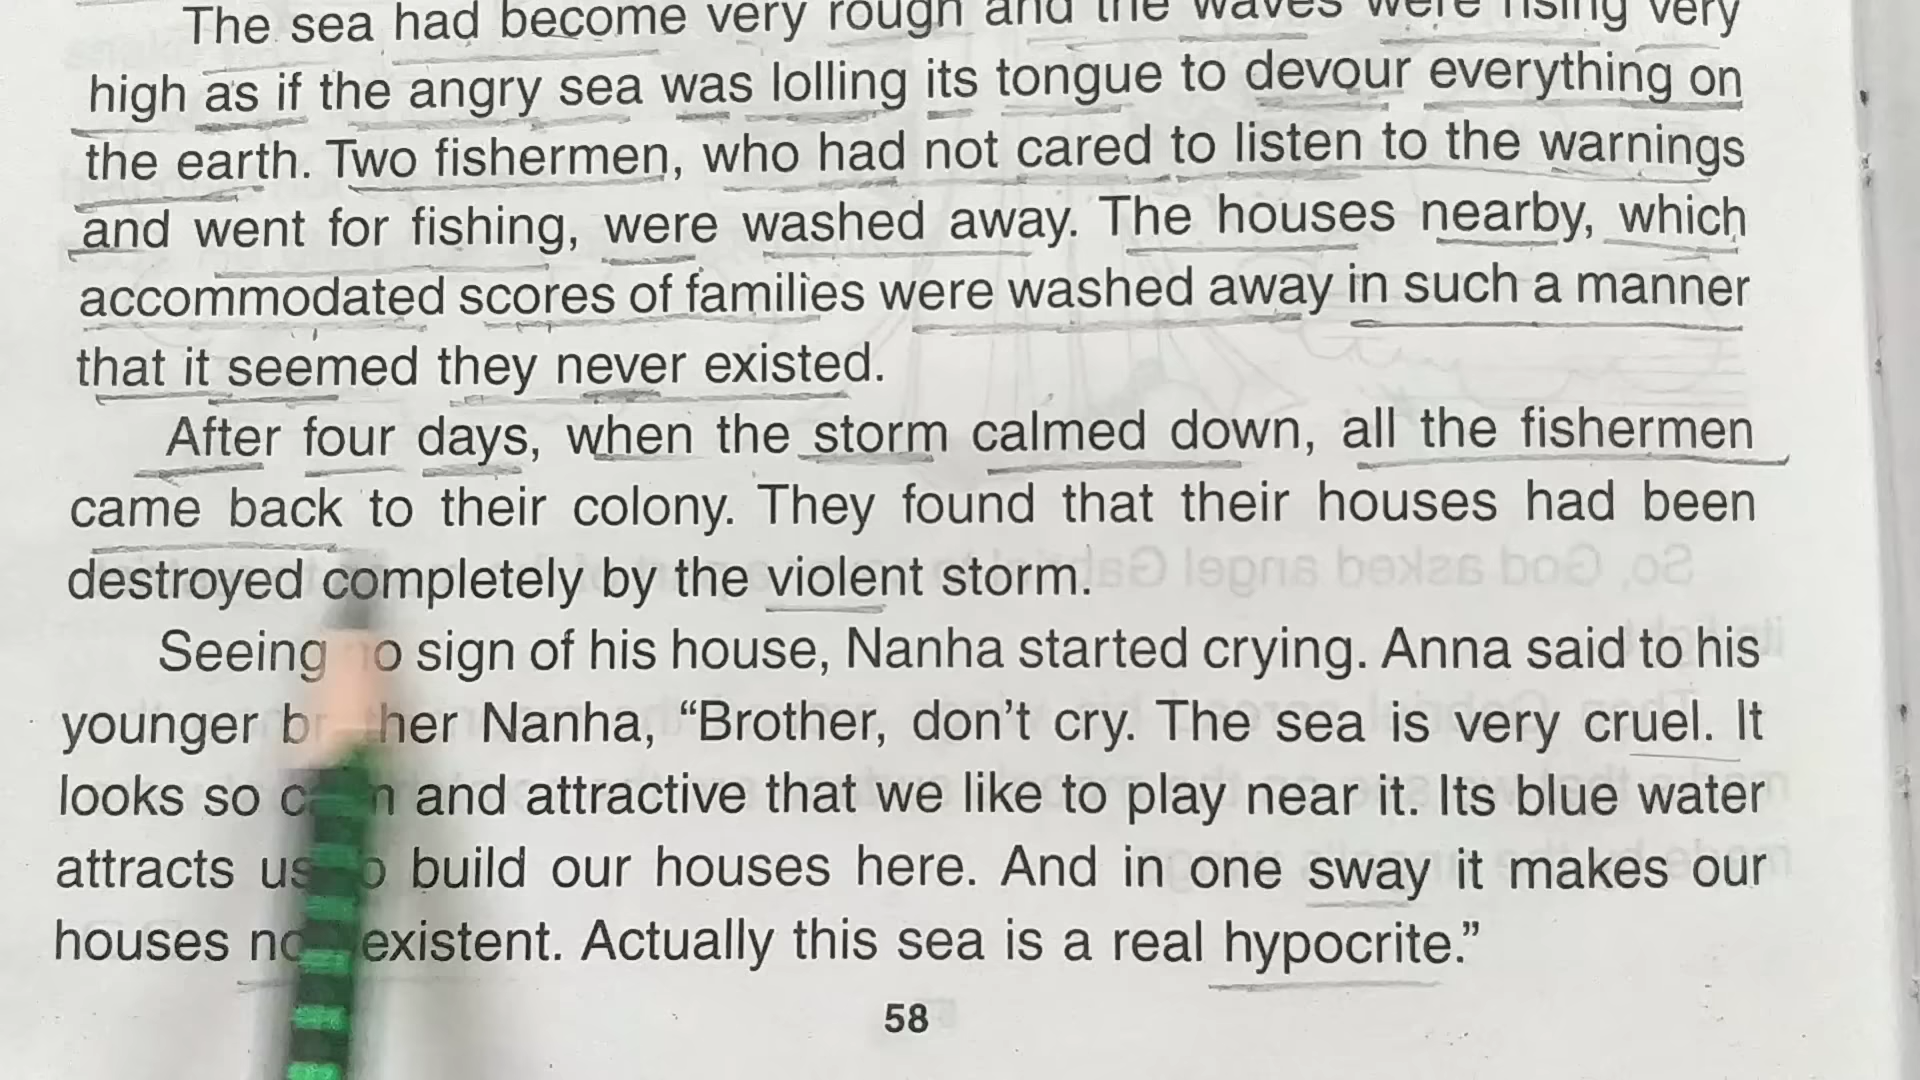 The sea had become very rough and the waves were rising very
high as if the angry sea was lolling its tongue to devour everything on
the earth. Two fishermen, who had not cared to listen to the warnings
and went for fishing, were washed away. The houses nearby, which
accommodated scores of families were washed away in such a manner
that it seemed they never existed.
After four days, when the storm calmed down, all the fishermen
came back to their colony. They found that their houses had been
destroyed completely by the violent storm.
Seeing no sign of his house, Nanha started crying. Anna said to his
younger brother Nanha, “Brother, don’t cry. The sea is very cruel. It
looks so calm and attractive that we like to play near it. Its blue water
attracts us to build our houses here. And in one sway it makes our
houses non existent. Actually this sea is a real hypocrite.”
58
So, God asked angel Gabriel